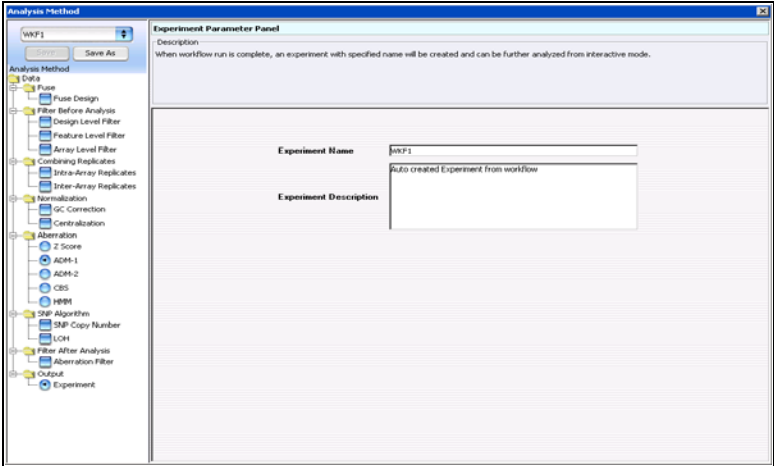 Analysis Method
WKF1
Save
Save As
Analysis Method
Data
Fuse
Fuse Design
Filter Before Analysis
Design Level Filter
Feature Level Filter
Array Level Filter
Combining Replicates
Intra-Array Replicates
Inter-Array Replicates
Normalization
GC Correction
Centralization
Aberration
Z Score
ADM-1
ADM-2
CBS
HMM
SNP Algorithm
SNP Copy Number
LOH
Filter After Analysis
Aberration Filter
Output
Experiment
Experiment Parameter Panel
Description
When workflow run is complete, an experiment with specified name will be created and can be further analyzed from interactive mode.
Experiment Name
WKF1
Experiment Description
Auto created Experiment from workflow